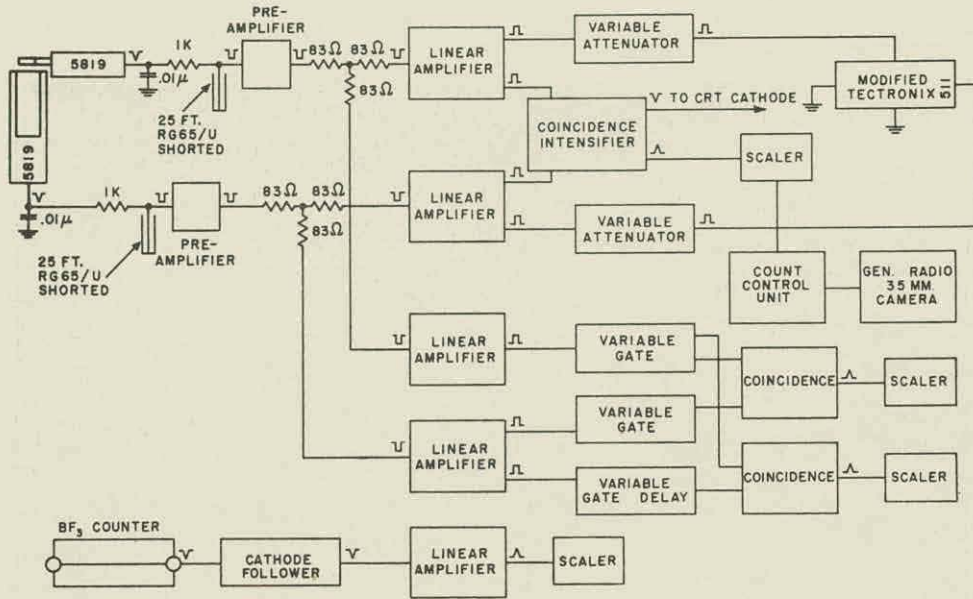 PRE-
AMPLIFIER
5819
1K
.01μ
83Ω 83Ω
83Ω
25 FT.
RG65/U
SHORTED
LINEAR
AMPLIFIER
VARIABLE
ATTENUATOR
MODIFIED
TECTRONIX
511
TO CRT CATHODE
COINCIDENCE
INTENSIFIER
SCALER
5819
1K
.01μ
25 FT.
RG65/U
SHORTED
PRE-
AMPLIFIER
83Ω 83Ω
83Ω
LINEAR
AMPLIFIER
VARIABLE
ATTENUATOR
COUNT
CONTROL
UNIT
GEN. RADIO
35 MM.
CAMERA
LINEAR
AMPLIFIER
VARIABLE
GATE
COINCIDENCE
SCALER
VARIABLE
GATE
LINEAR
AMPLIFIER
VARIABLE
GATE DELAY
COINCIDENCE
SCALER
BF₃ COUNTER
CATHODE
FOLLOWER
LINEAR
AMPLIFIER
SCALER